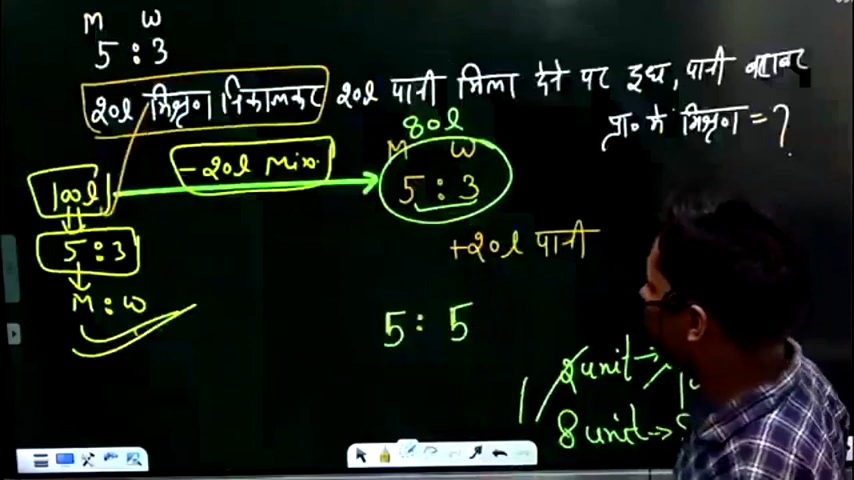 M W
5 : 3
20l मिश्रण निकालकर 20l पानी मिला देने पर दूध, पानी बराबर
प्रा० में मिश्रण = ?
80l
-20l Mix.
M W
100l
5 : 3
5 : 3
+20l पानी
M : W
5 : 5
2 unit →
8 unit →